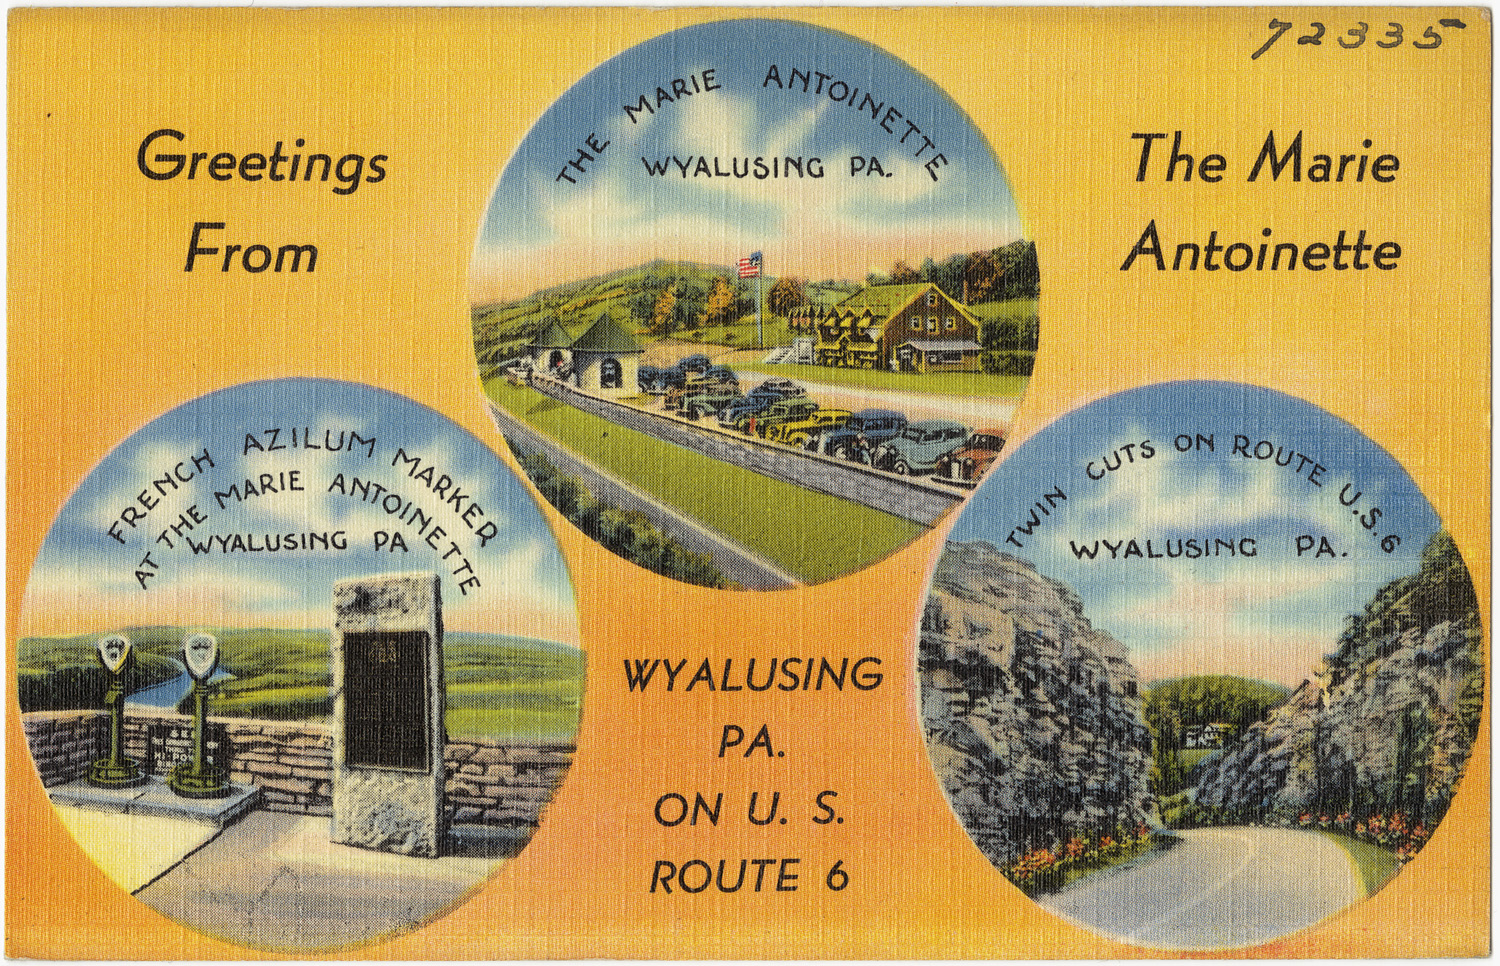 72335
Greetings
From
The Marie
Antoinette
THE MARIE ANTOINETTE
WYALUSING PA.
FRENCH AZILUM MARKER
AT THE MARIE ANTOINETTE
WYALUSING PA
TWIN CUTS ON ROUTE U.S.6
WYALUSING PA.
WYALUSING
PA.
ON U. S.
ROUTE 6